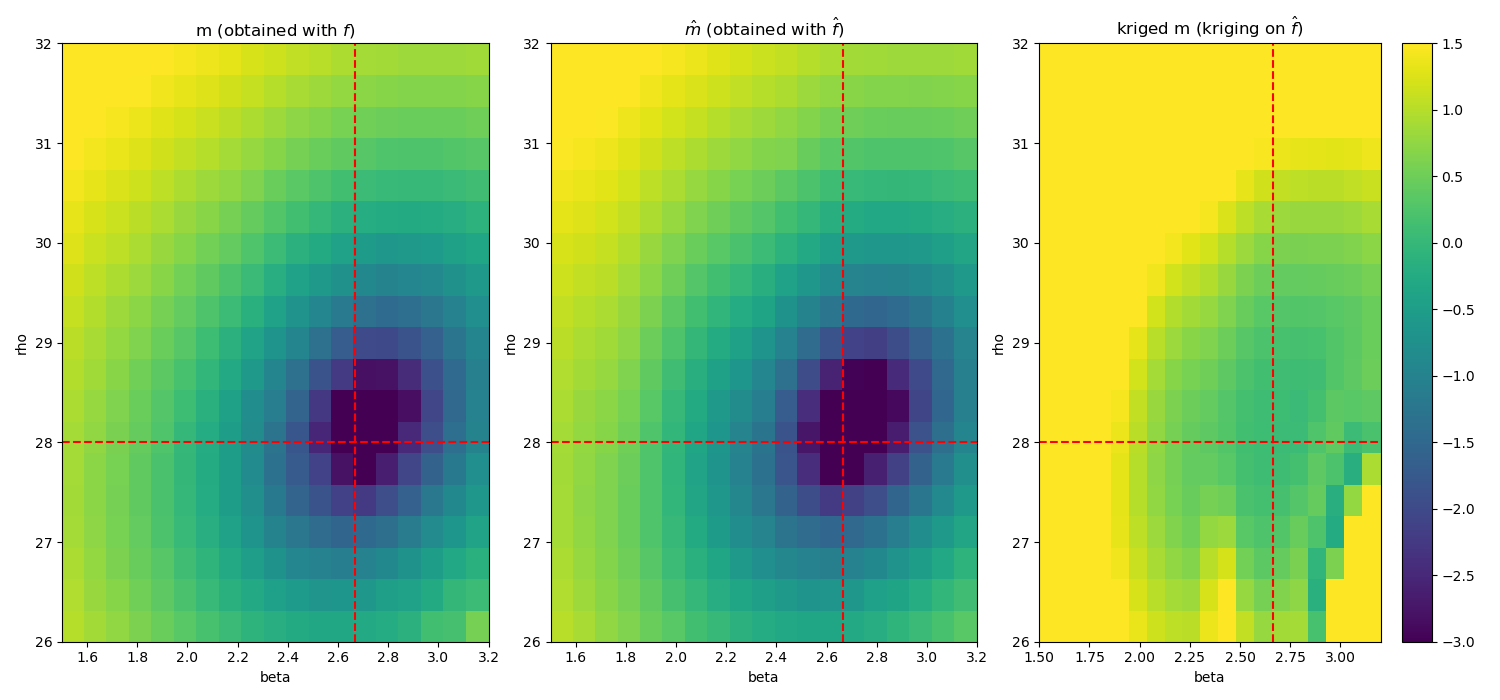 m (obtained with f)
32
31
30
29
28
27
26
rho
1.6 1.8 2.0 2.2 2.4 2.6 2.8 3.0 3.2
beta
m̂ (obtained with f̂)
32
31
30
29
28
27
26
rho
1.6 1.8 2.0 2.2 2.4 2.6 2.8 3.0 3.2
beta
kriged m (kriging on f̂)
32
31
30
29
28
27
26
rho
1.50 1.75 2.00 2.25 2.50 2.75 3.00
beta
1.5
1.0
0.5
0.0
−0.5
−1.0
−1.5
−2.0
−2.5
−3.0